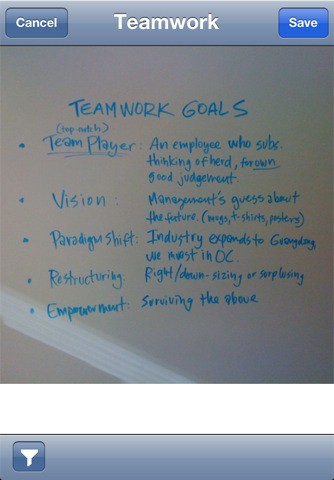 Cancel Teamwork Save
TEAMWORK GOALS
(top notch)
• Team Player: An employee who subs.
thinking of herd, for own
good judgement.
• Vision: Management's guess about
the future. (mugs, t-shirts, posters)
• Paradigm Shift: Industry expands to
we invest in OC.
• Restructuring: Right/down-sizing or surplusing
• Empowerment: Surviving the above